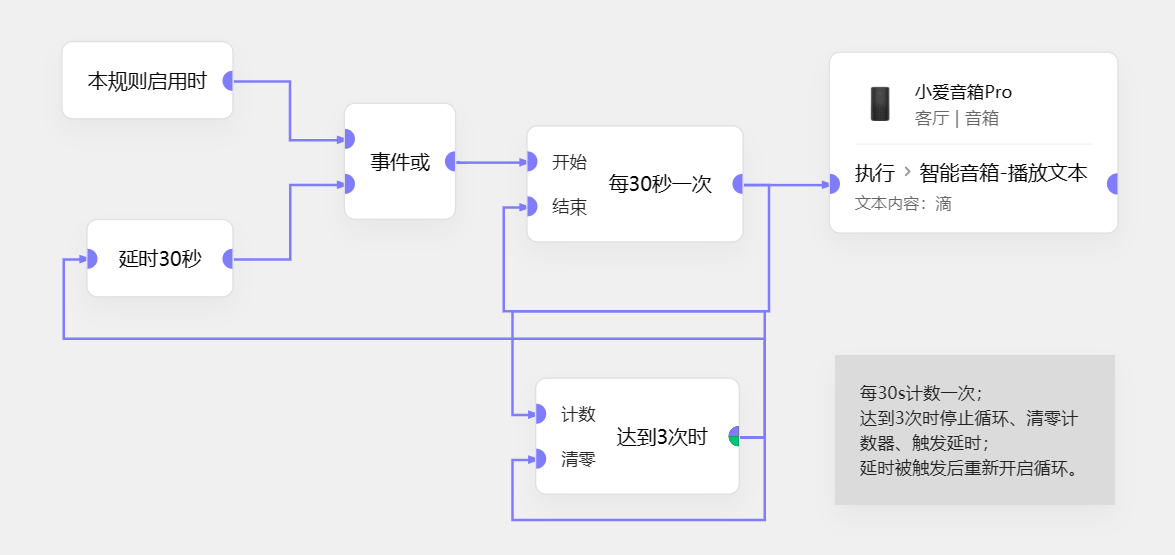 本规则启用时
延时30秒
事件或
开始
结束
每30秒一次
小爱音箱Pro
客厅 | 音箱
执行 > 智能音箱-播放文本
文本内容：滴
计数
清零
达到3次时
每30s计数一次；
达到3次时停止循环、清零计
数器、触发延时；
延时被触发后重新开启循环。